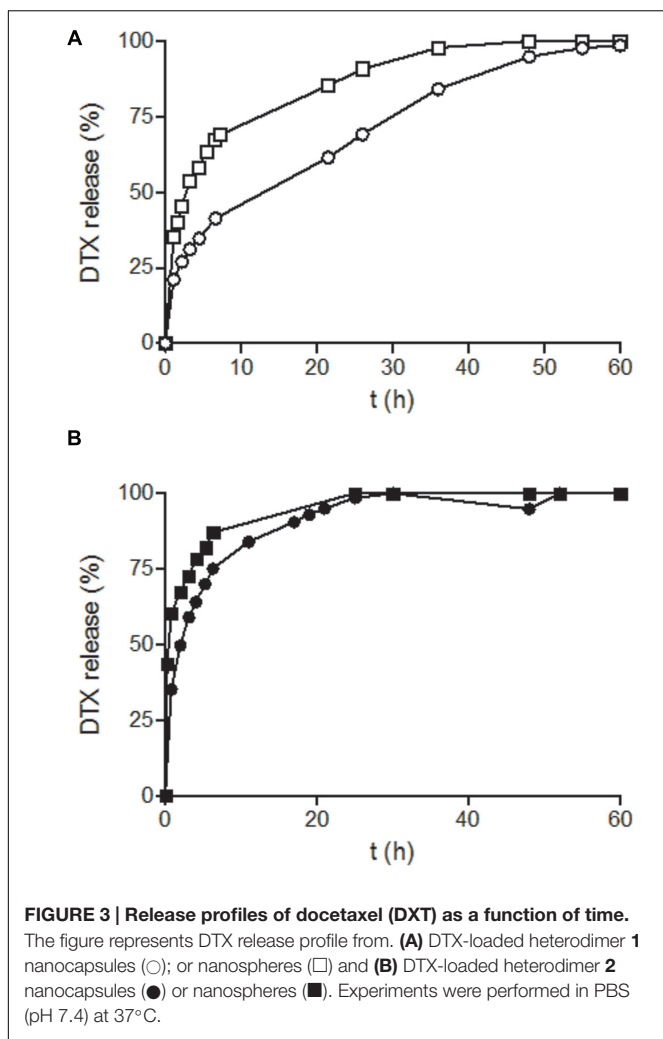 A
100
75
50
25
0
DTX release (%)
0 10 20 30 40 50 60
t (h)
B
100
75
50
25
0
DTX release (%)
0 20 40 60
t (h)
FIGURE 3 | Release profiles of docetaxel (DXT) as a function of time.
The figure represents DTX release profile from. (A) DTX-loaded heterodimer 1
nanocapsules (○); or nanospheres (□) and (B) DTX-loaded heterodimer 2
nanocapsules (●) or nanospheres (■). Experiments were performed in PBS
(pH 7.4) at 37°C.